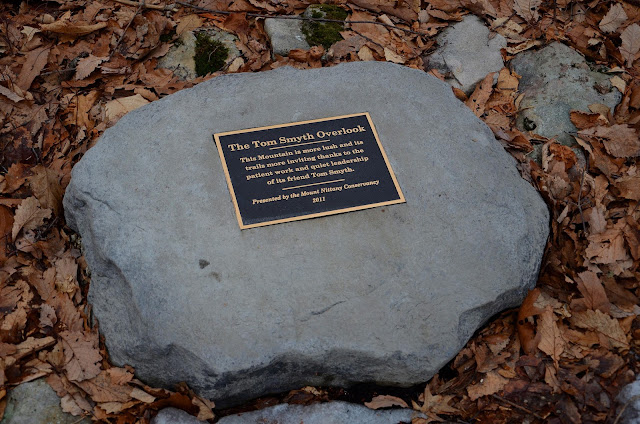 The Tom Smyth Overlook
This Mountain is more lush and its
trails more inviting thanks to the
patient work and quiet leadership
of its friend Tom Smyth.
Presented by the Mount Nittany Conservancy
2011